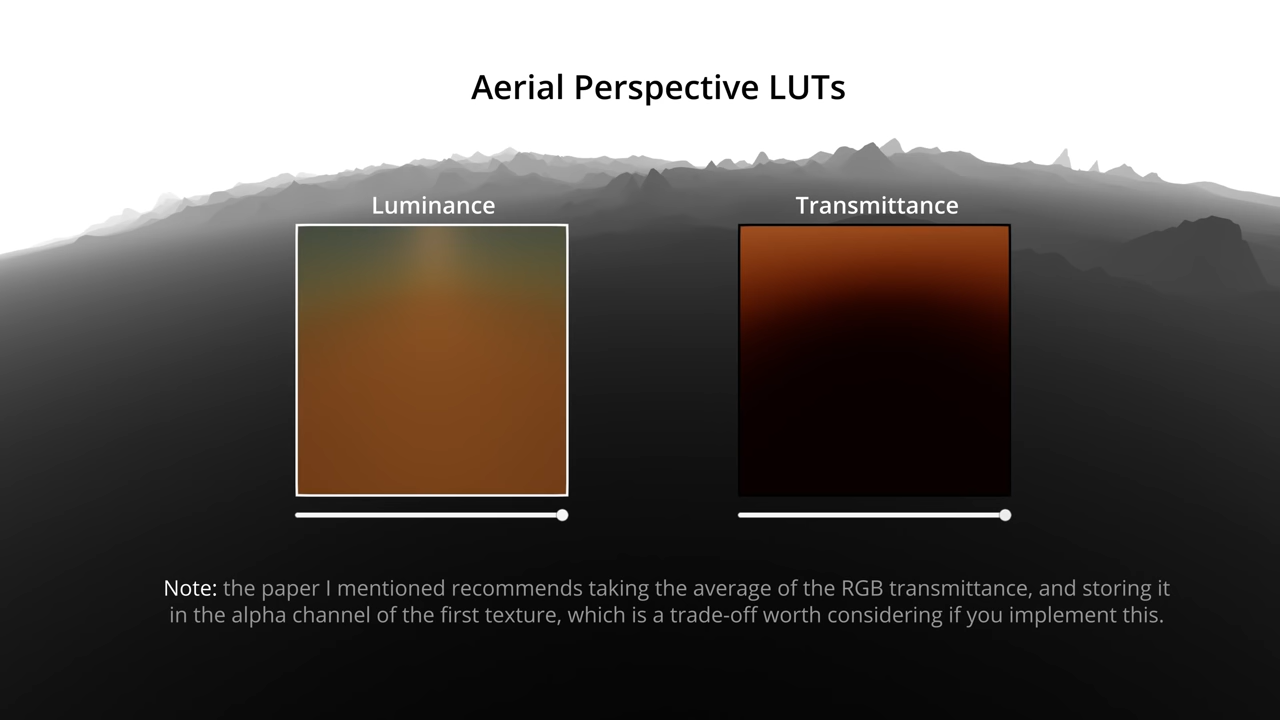 Aerial Perspective LUTs
Luminance
Transmittance
Note: the paper I mentioned recommends taking the average of the RGB transmittance, and storing it
in the alpha channel of the first texture, which is a trade-off worth considering if you implement this.